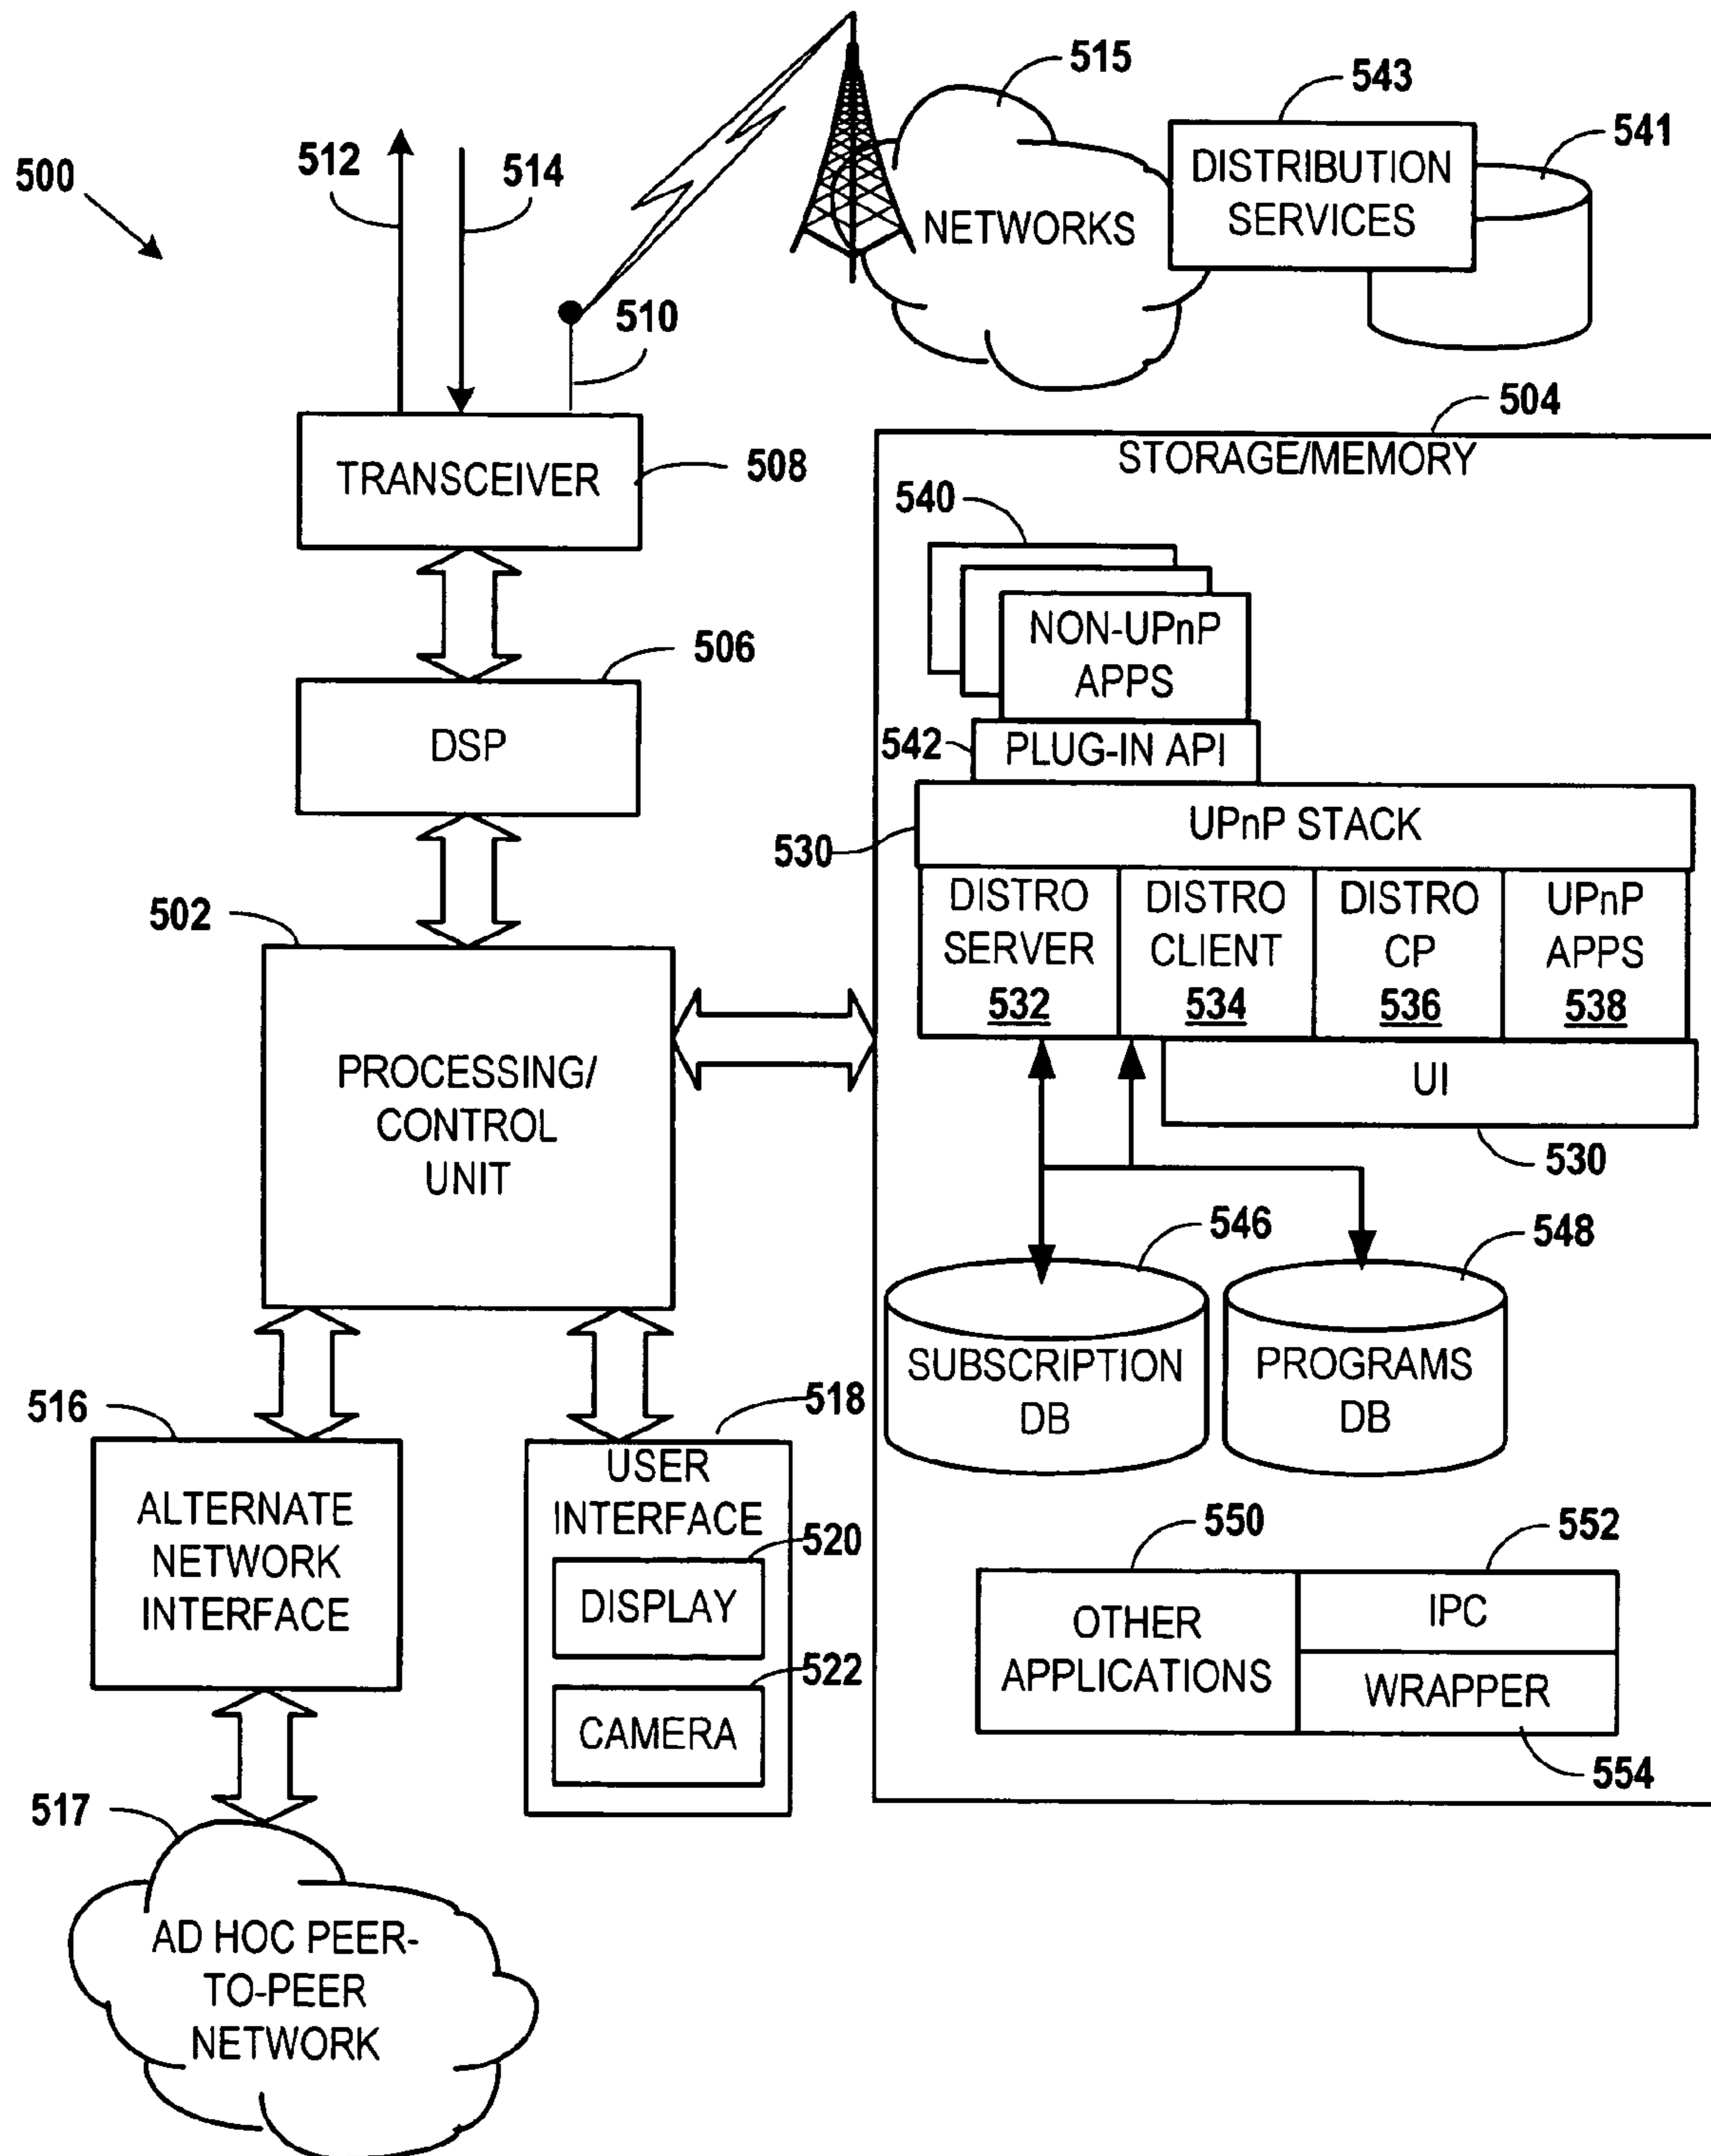 515
543
541
512
514
500
DISTRIBUTION
SERVICES
NETWORKS
510
504
TRANSCEIVER
508
STORAGE/MEMORY
540
NON-UPnP
APPS
506
DSP
542
PLUG-IN API
UPnP STACK
530
502
DISTRO
SERVER
532
DISTRO
CLIENT
534
DISTRO
CP
536
UPnP
APPS
538
PROCESSING/
CONTROL
UNIT
UI
530
546
548
SUBSCRIPTION
DB
PROGRAMS
DB
516
518
ALTERNATE
NETWORK
INTERFACE
USER
INTERFACE
520
DISPLAY
522
CAMERA
550
552
OTHER
APPLICATIONS
IPC
WRAPPER
554
517
AD HOC PEER-
TO-PEER
NETWORK